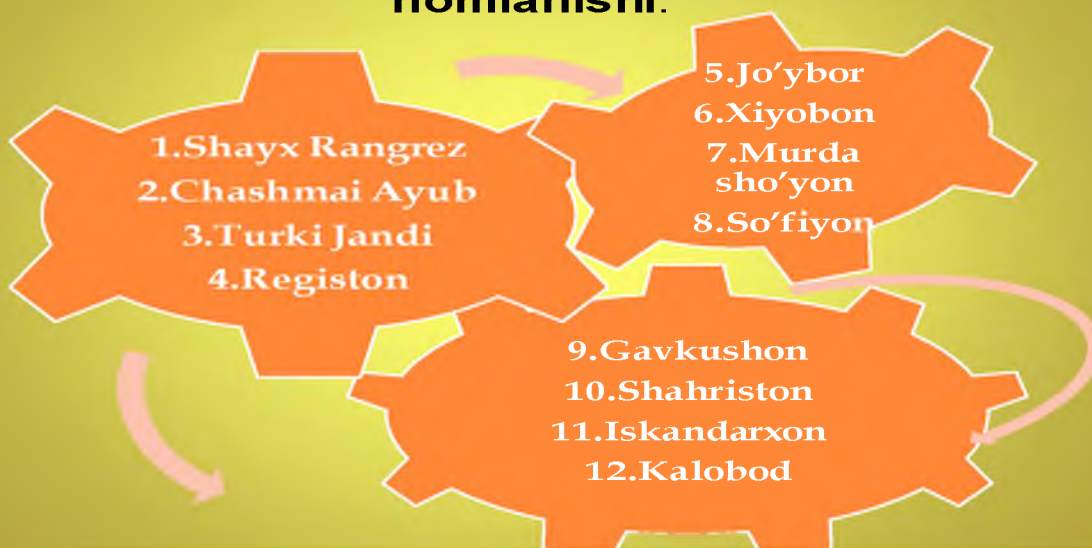 nomlanishi.
1.Shayx Rangrez
2.Chashmai Ayub
3.Turki Jandi
4.Registon
5.Jo’ybor
6.Xiyobon
7.Murda
sho’yon
8.So’fiyon
9.Gavkushon
10.Shahriston
11.Iskandarxon
12.Kalobod